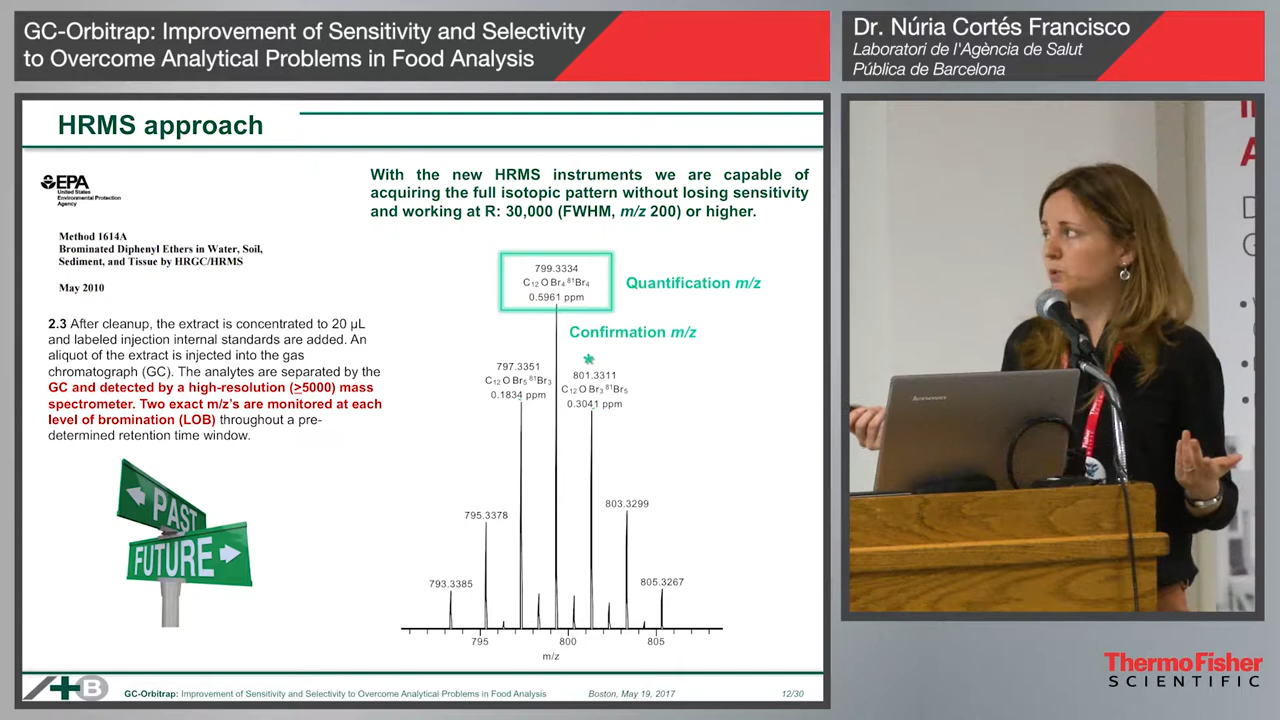 GC-Orbitrap: Improvement of Sensitivity and Selectivity
to Overcome Analytical Problems in Food Analysis
Dr. Núria Cortés Francisco
Laboratori de l'Agència de Salut
Pública de Barcelona
HRMS approach
EPA
United States
Environmental Protection
Agency
Method 1614A
Brominated Diphenyl Ethers in Water, Soil,
Sediment, and Tissue by HRGC/HRMS
May 2010
2.3 After cleanup, the extract is concentrated to 20 µL
and labeled injection internal standards are added. An
aliquot of the extract is injected into the gas
chromatograph (GC). The analytes are separated by the
GC and detected by a high-resolution (≥5000) mass
spectrometer. Two exact m/z's are monitored at each
level of bromination (LOB) throughout a pre-
determined retention time window.
PAST
FUTURE
With the new HRMS instruments we are capable of
acquiring the full isotopic pattern without losing sensitivity
and working at R: 30,000 (FWHM, m/z 200) or higher.
799.3334
C₁₂ O Br₄ ⁸¹Br₄
0.5961 ppm
Quantification m/z
Confirmation m/z
*
797.3351
C₁₂ O Br₅ ⁸¹Br₃
0.1834 ppm
801.3311
C₁₂ O Br₃ ⁸¹Br₅
0.3041 ppm
795.3378
803.3299
793.3385
805.3267
795 800 805
m/z
GC-Orbitrap: Improvement of Sensitivity and Selectivity to Overcome Analytical Problems in Food Analysis Boston, May 19, 2017 12/30
lenovo
ThermoFisher
SCIENTIFIC